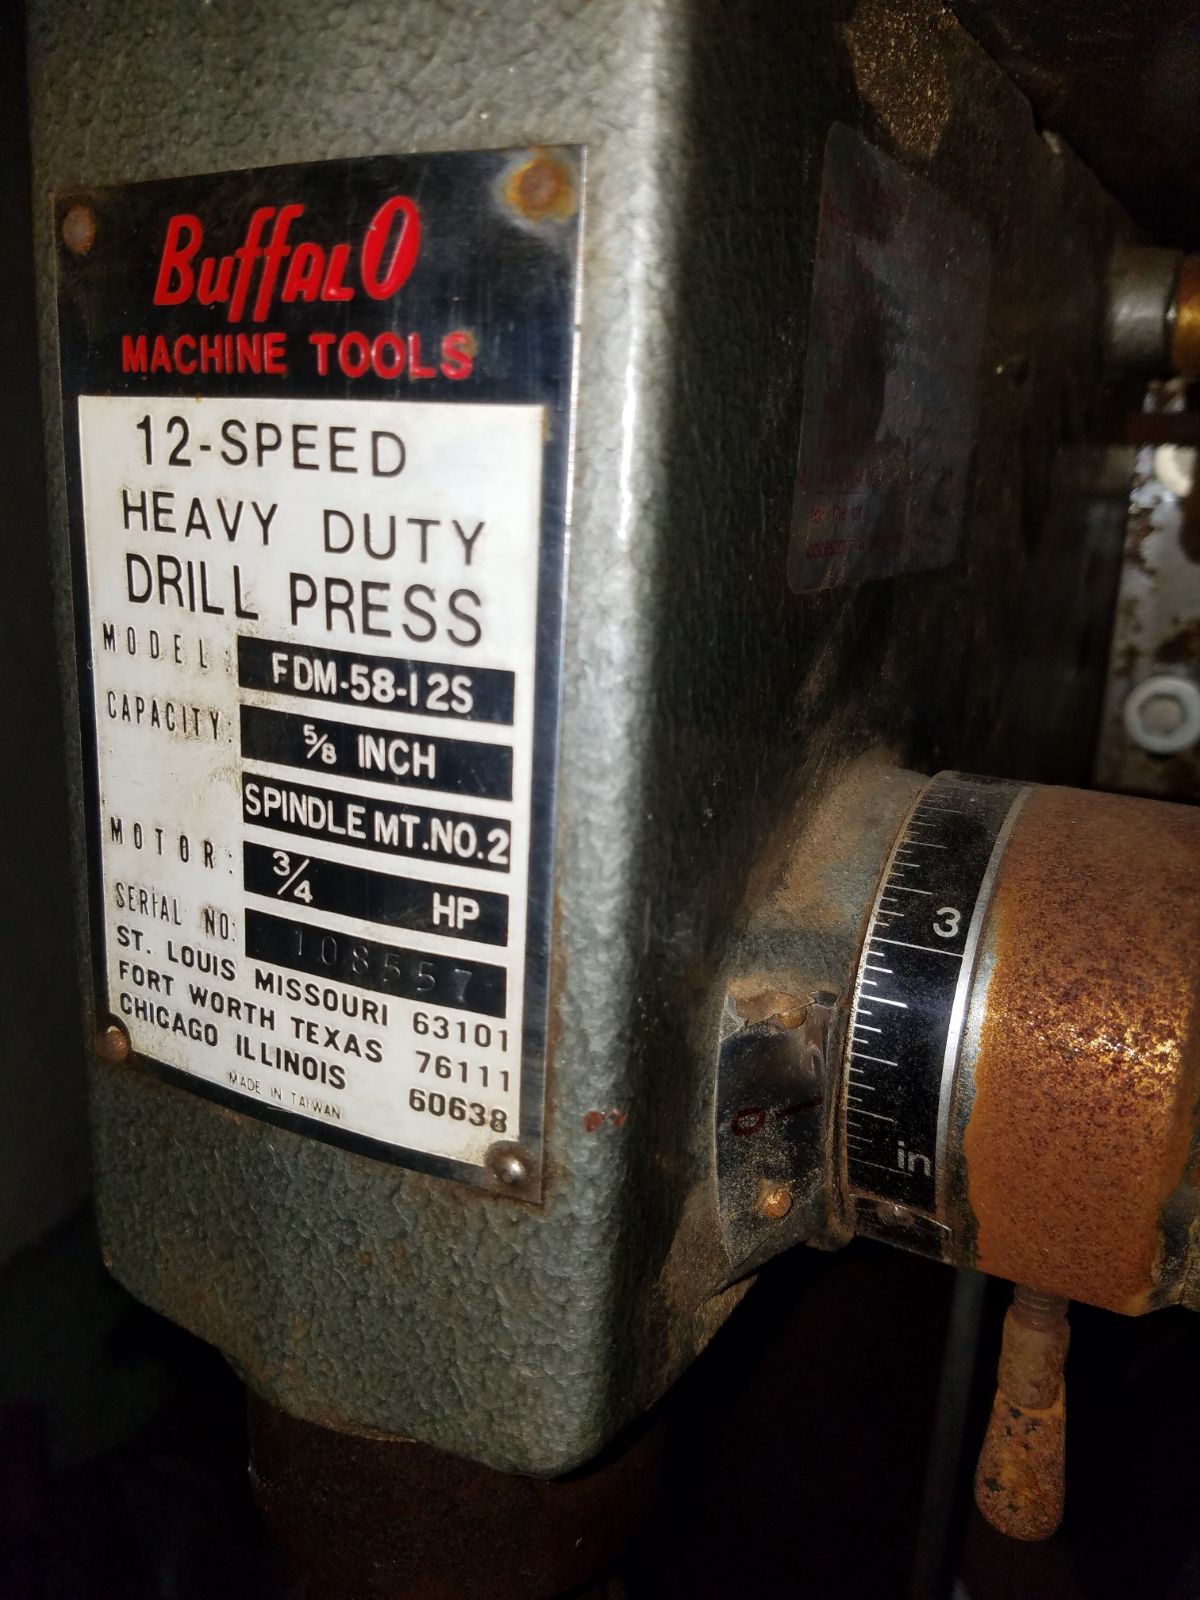 Buffalo
MACHINE TOOLS
12-SPEED
HEAVY DUTY
DRILL PRESS
MODEL: FDM-58-12S
CAPACITY: 5/8 INCH
SPINDLE MT.NO.2
MOTOR: 3/4 HP
SERIAL NO: 108557
ST. LOUIS MISSOURI 63101
FORT WORTH TEXAS 76111
CHICAGO ILLINOIS 60638
MADE IN TAIWAN
3
0
in